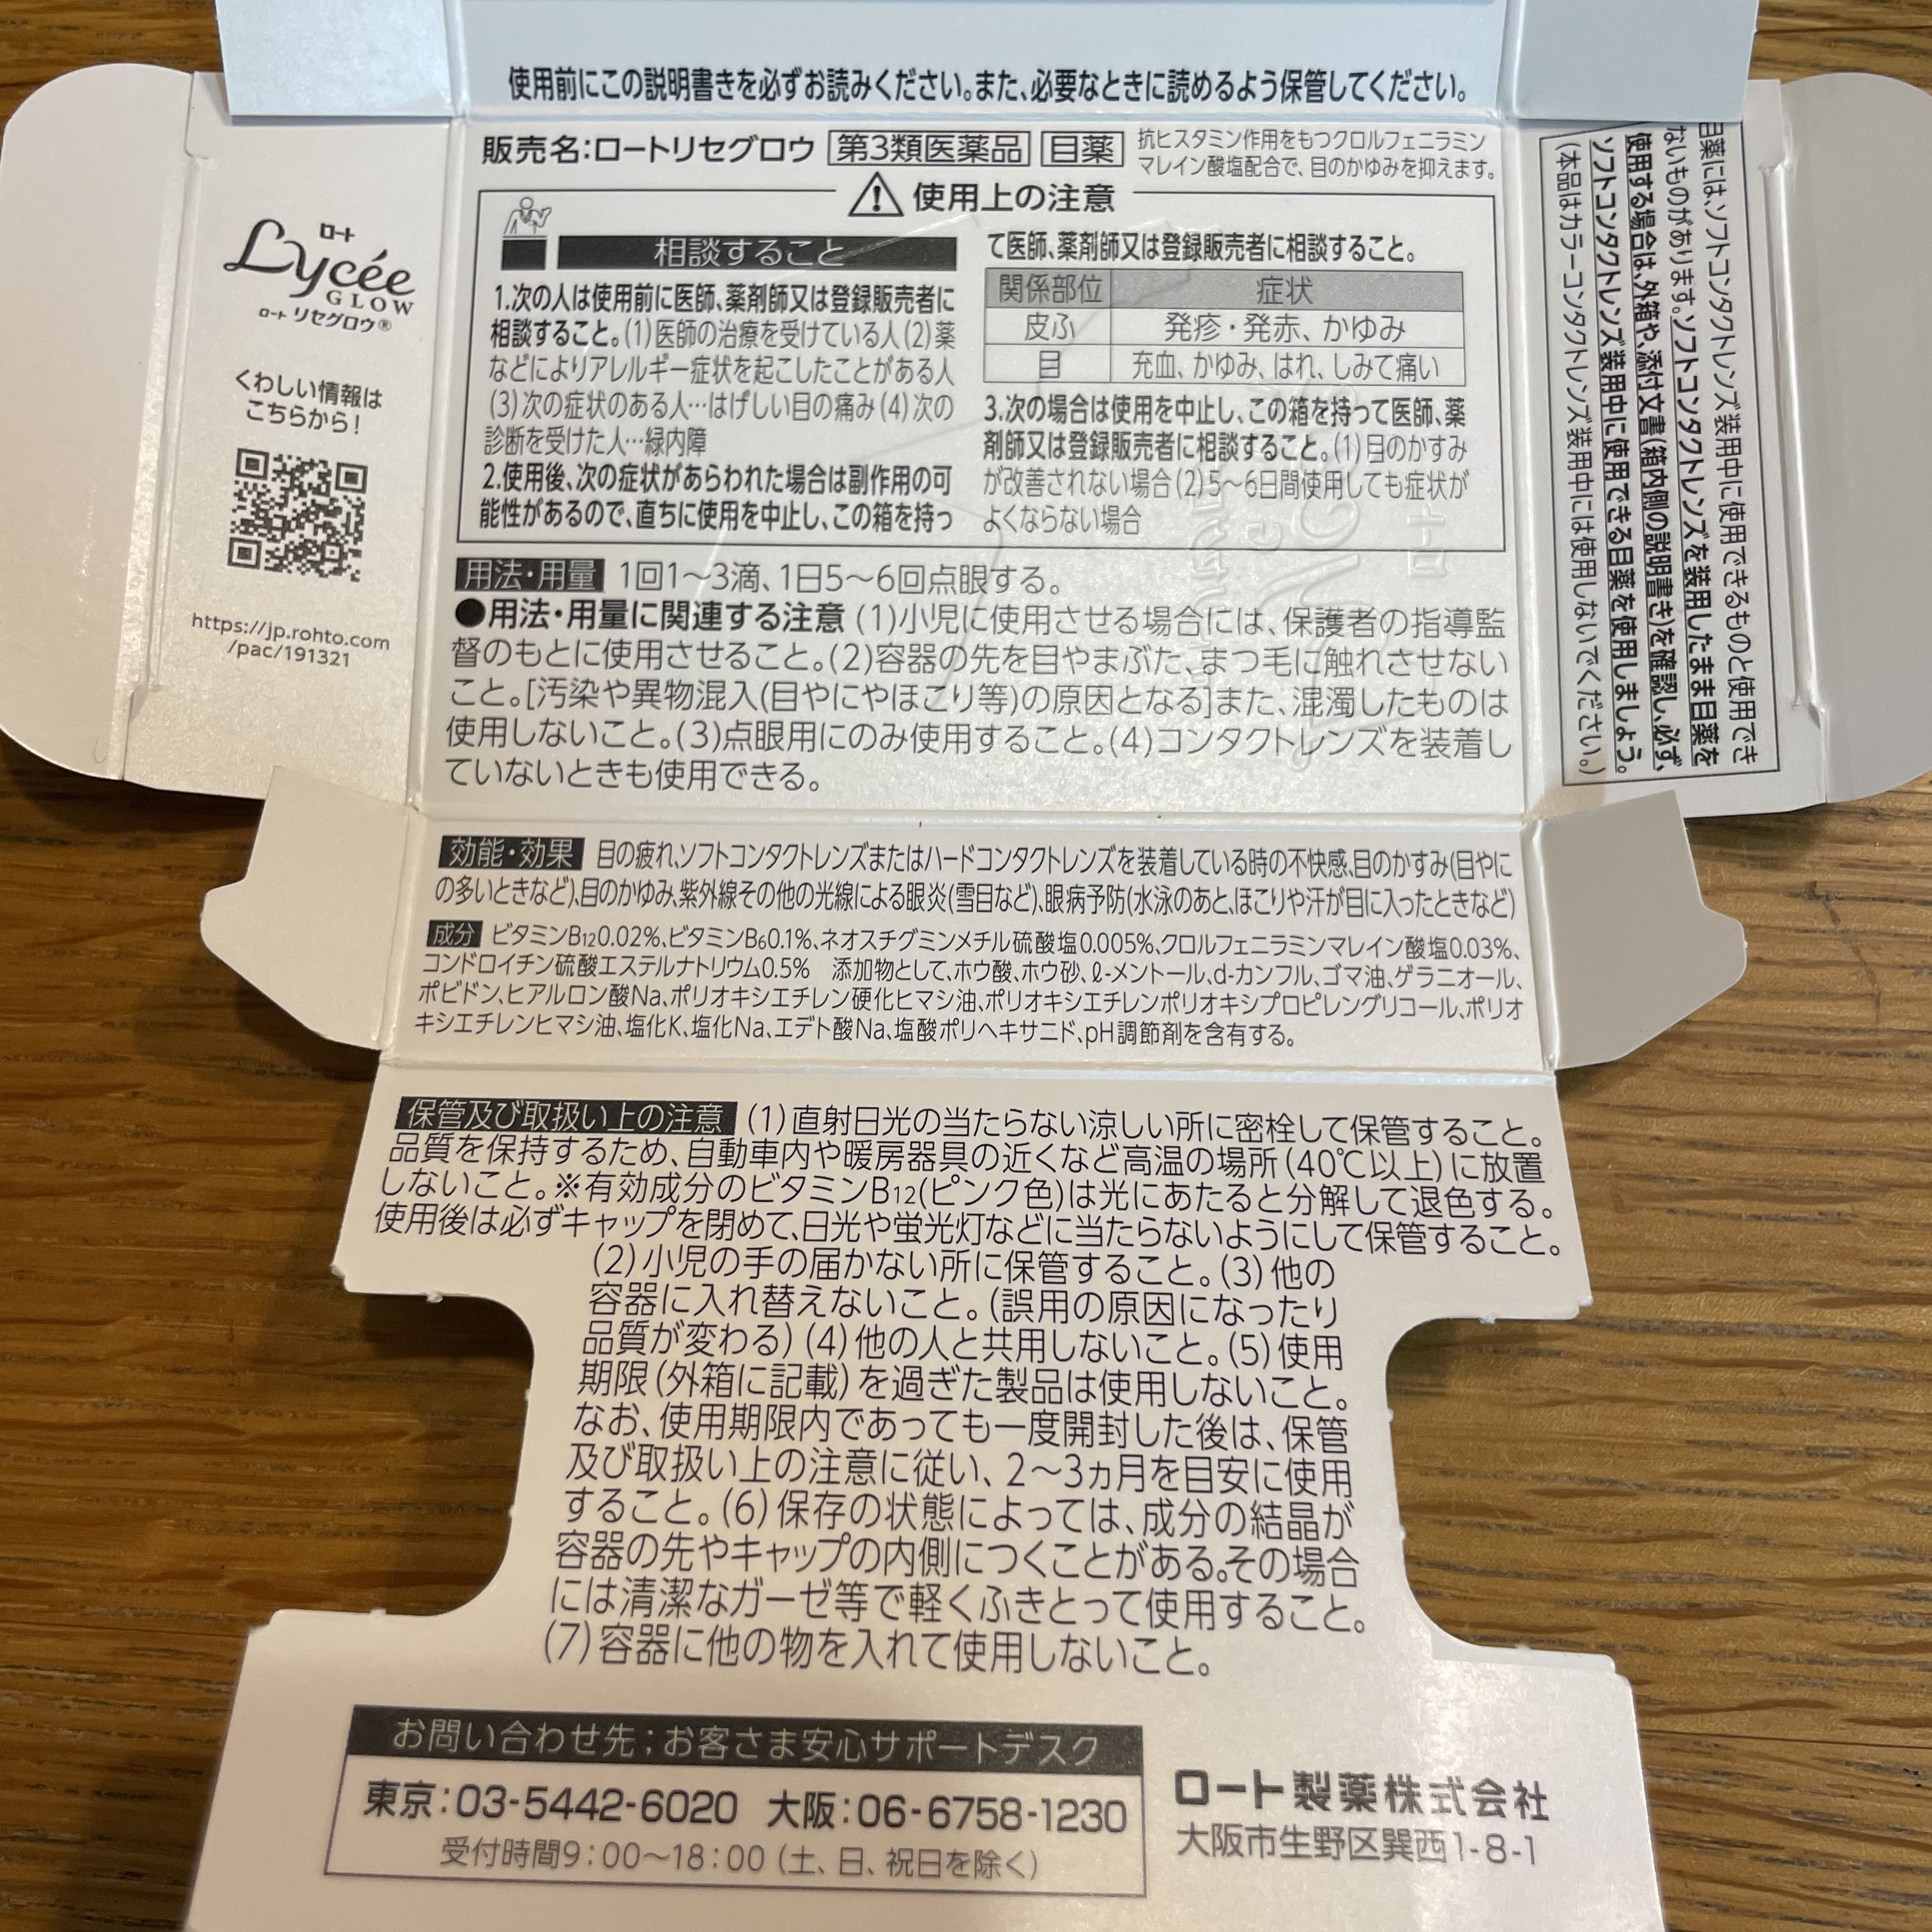 使用前にこの説明書きを必ずお読みください。また、必要なときに読めるよう保管してください。
販売名:ロートリセグロウ 第3類医薬品 目薬
抗ヒスタミン作用をもつクロルフェニラミン
マレイン酸塩配合で、目のかゆみを抑えます。
使用上の注意
相談すること
1.次の人は使用前に医師、薬剤師又は登録販売者に
相談すること。(1)医師の治療を受けている人(2)薬
などによりアレルギー症状を起こしたことがある人
(3)次の症状のある人…はげしい目の痛み(4)次の
診断を受けた人…緑内障
2.使用後、次の症状があらわれた場合は副作用の可
能性があるので、直ちに使用を中止し、この箱を持っ
て医師、薬剤師又は登録販売者に相談すること。
関係部位 症状
皮ふ 発疹・発赤、かゆみ
目 充血、かゆみ、はれ、しみて痛い
3.次の場合は使用を中止し、この箱を持って医師、薬
剤師又は登録販売者に相談すること。(1)目のかすみ
が改善されない場合(2)5～6日間使用しても症状が
よくならない場合
用法・用量 1回1～3滴、1日5～6回点眼する。
●用法・用量に関連する注意 (1)小児に使用させる場合には、保護者の指導監
督のもとに使用させること。(2)容器の先を目やまぶた、まつ毛に触れさせない
こと。[汚染や異物混入(目やにやほこり等)の原因となる]また、混濁したものは
使用しないこと。(3)点眼用にのみ使用すること。(4)コンタクトレンズを装着し
ていないときも使用できる。
ロート
Lycée
GLOW
ロート リセグロウ®
くわしい情報は
こちらから!
https://jp.rohto.com
/pac/191321
目薬には、ソフトコンタクトレンズ装用中に使用できるものと使用でき
ないものがあります。ソフトコンタクトレンズを装用したまま目薬を
使用する場合は、外箱や、添付文書(箱内側の説明書き)を確認し、必ず、
ソフトコンタクトレンズ装用中に使用できる目薬を使用しましょう。
(本品はカラーコンタクトレンズ装用中には使用しないでください。)
効能・効果 目の疲れ、ソフトコンタクトレンズまたはハードコンタクトレンズを装着している時の不快感、目のかすみ(目やに
の多いときなど)、目のかゆみ、紫外線その他の光線による眼炎(雪目など)、眼病予防(水泳のあと、ほこりや汗が目に入ったときなど)
成分 ビタミンB12 0.02%、ビタミンB6 0.1%、ネオスチグミンメチル硫酸塩0.005%、クロルフェニラミンマレイン酸塩0.03%、
コンドロイチン硫酸エステルナトリウム0.5% 添加物として、ホウ酸、ホウ砂、ℓ-メントール、d-カンフル、ゴマ油、ゲラニオール、
ポビドン、ヒアルロン酸Na、ポリオキシエチレン硬化ヒマシ油、ポリオキシエチレンポリオキシプロピレングリコール、ポリオ
キシエチレンヒマシ油、塩化K、塩化Na、エデト酸Na、塩酸ポリヘキサニド、pH調節剤を含有する。
保管及び取扱い上の注意 (1)直射日光の当たらない涼しい所に密栓して保管すること。
品質を保持するため、自動車内や暖房器具の近くなど高温の場所(40℃以上)に放置
しないこと。※有効成分のビタミンB12(ピンク色)は光にあたると分解して退色する。
使用後は必ずキャップを閉めて、日光や蛍光灯などに当たらないようにして保管すること。
(2)小児の手の届かない所に保管すること。(3)他の
容器に入れ替えないこと。(誤用の原因になったり
品質が変わる)(4)他の人と共用しないこと。(5)使用
期限(外箱に記載)を過ぎた製品は使用しないこと。
なお、使用期限内であっても一度開封した後は、保管
及び取扱い上の注意に従い、2～3ヵ月を目安に使用
すること。(6)保存の状態によっては、成分の結晶が
容器の先やキャップの内側につくことがある。その場合
には清潔なガーゼ等で軽くふきとって使用すること。
(7)容器に他の物を入れて使用しないこと。
お問い合わせ先;お客さま安心サポートデスク
東京:03-5442-6020 大阪:06-6758-1230
受付時間9:00～18:00(土、日、祝日を除く)
ロート製薬株式会社
大阪市生野区巽西1-8-1